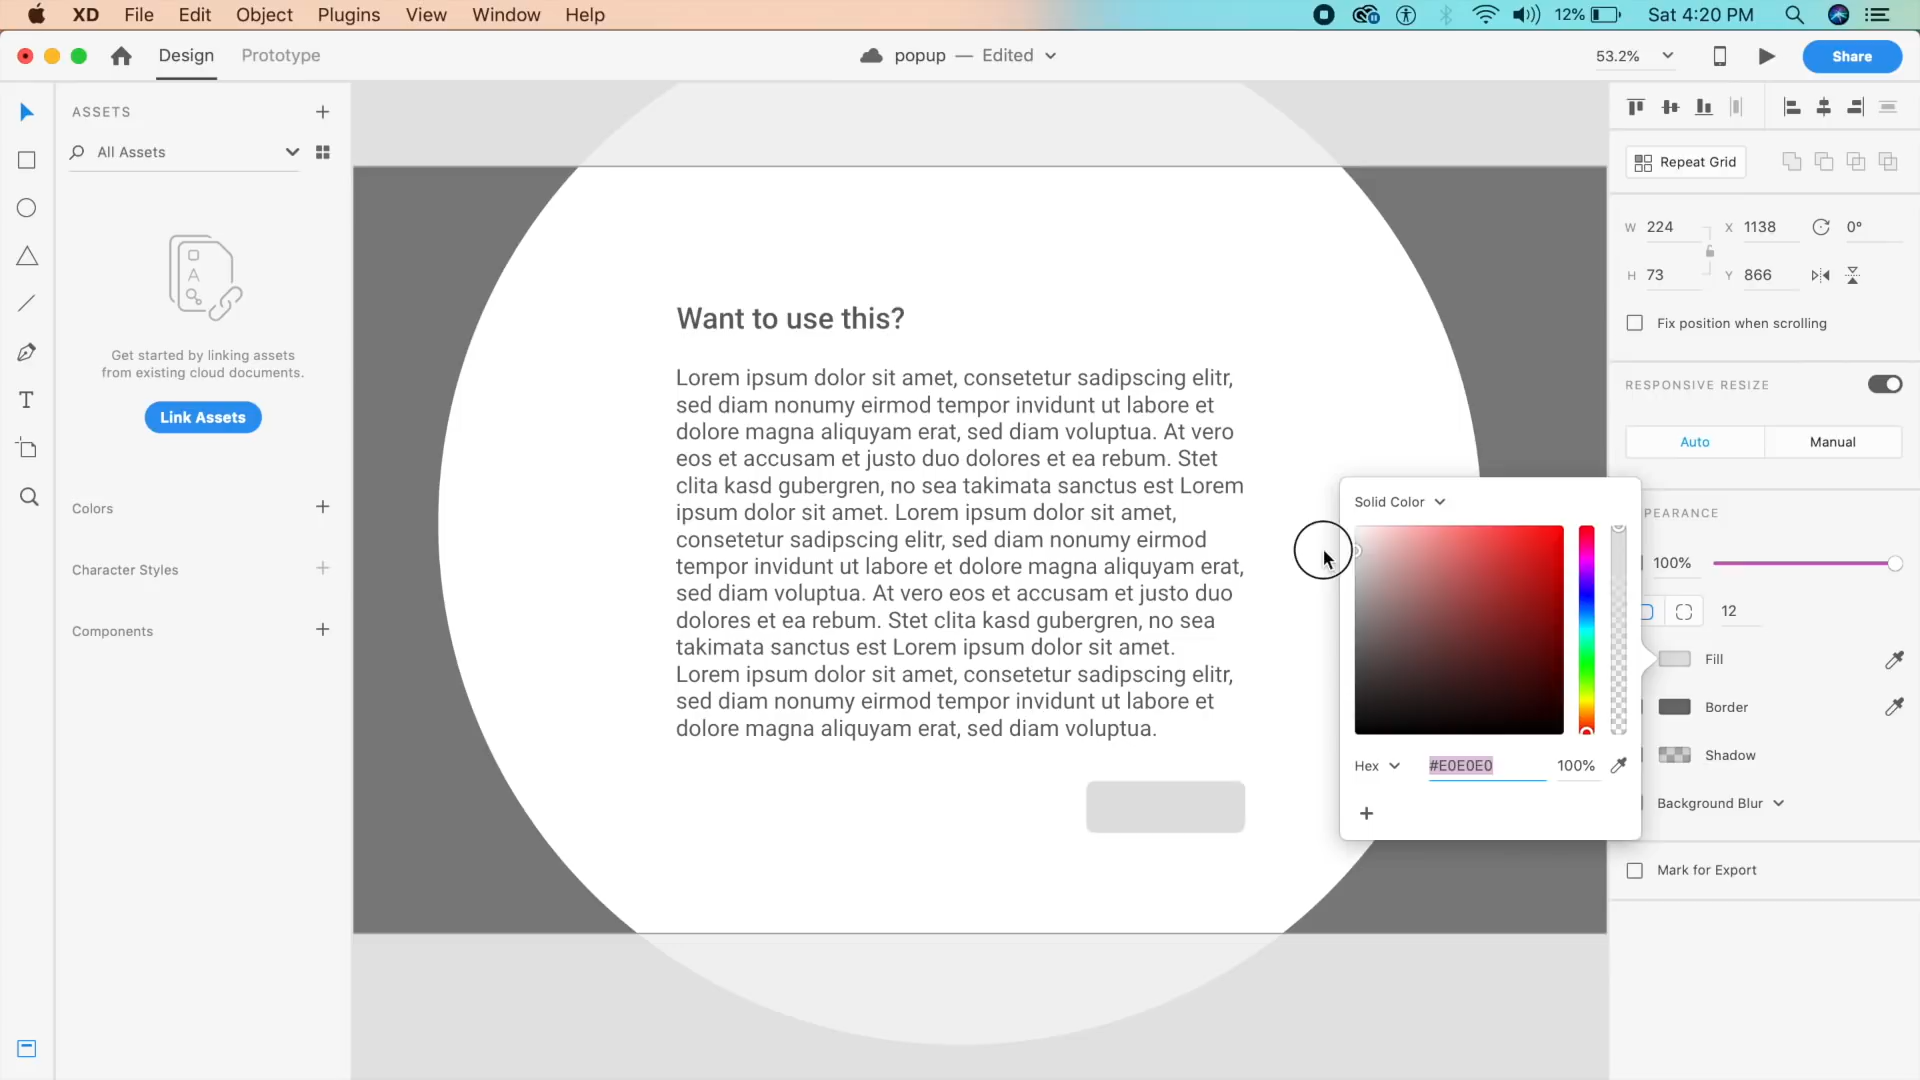 XD File Edit Object Plugins View Window Help 12% Sat 4:20 PM
Design Prototype popup — Edited 53.2% Share
ASSETS
All Assets
Get started by linking assets
from existing cloud documents.
Link Assets
Colors
Character Styles
Components
Want to use this?
Lorem ipsum dolor sit amet, consetetur sadipscing elitr,
sed diam nonumy eirmod tempor invidunt ut labore et
dolore magna aliquyam erat, sed diam voluptua. At vero
eos et accusam et justo duo dolores et ea rebum. Stet
clita kasd gubergren, no sea takimata sanctus est Lorem
ipsum dolor sit amet. Lorem ipsum dolor sit amet,
consetetur sadipscing elitr, sed diam nonumy eirmod
tempor invidunt ut labore et dolore magna aliquyam erat,
sed diam voluptua. At vero eos et accusam et justo duo
dolores et ea rebum. Stet clita kasd gubergren, no sea
takimata sanctus est Lorem ipsum dolor sit amet.
Lorem ipsum dolor sit amet, consetetur sadipscing elitr,
sed diam nonumy eirmod tempor invidunt ut labore et
dolore magna aliquyam erat, sed diam voluptua.
Solid Color
Hex #E0E0E0 100%
Repeat Grid
W 224 X 1138 0°
H 73 Y 866
Fix position when scrolling
RESPONSIVE RESIZE
Auto Manual
PEARANCE
100%
12
Fill
Border
Shadow
Background Blur
Mark for Export